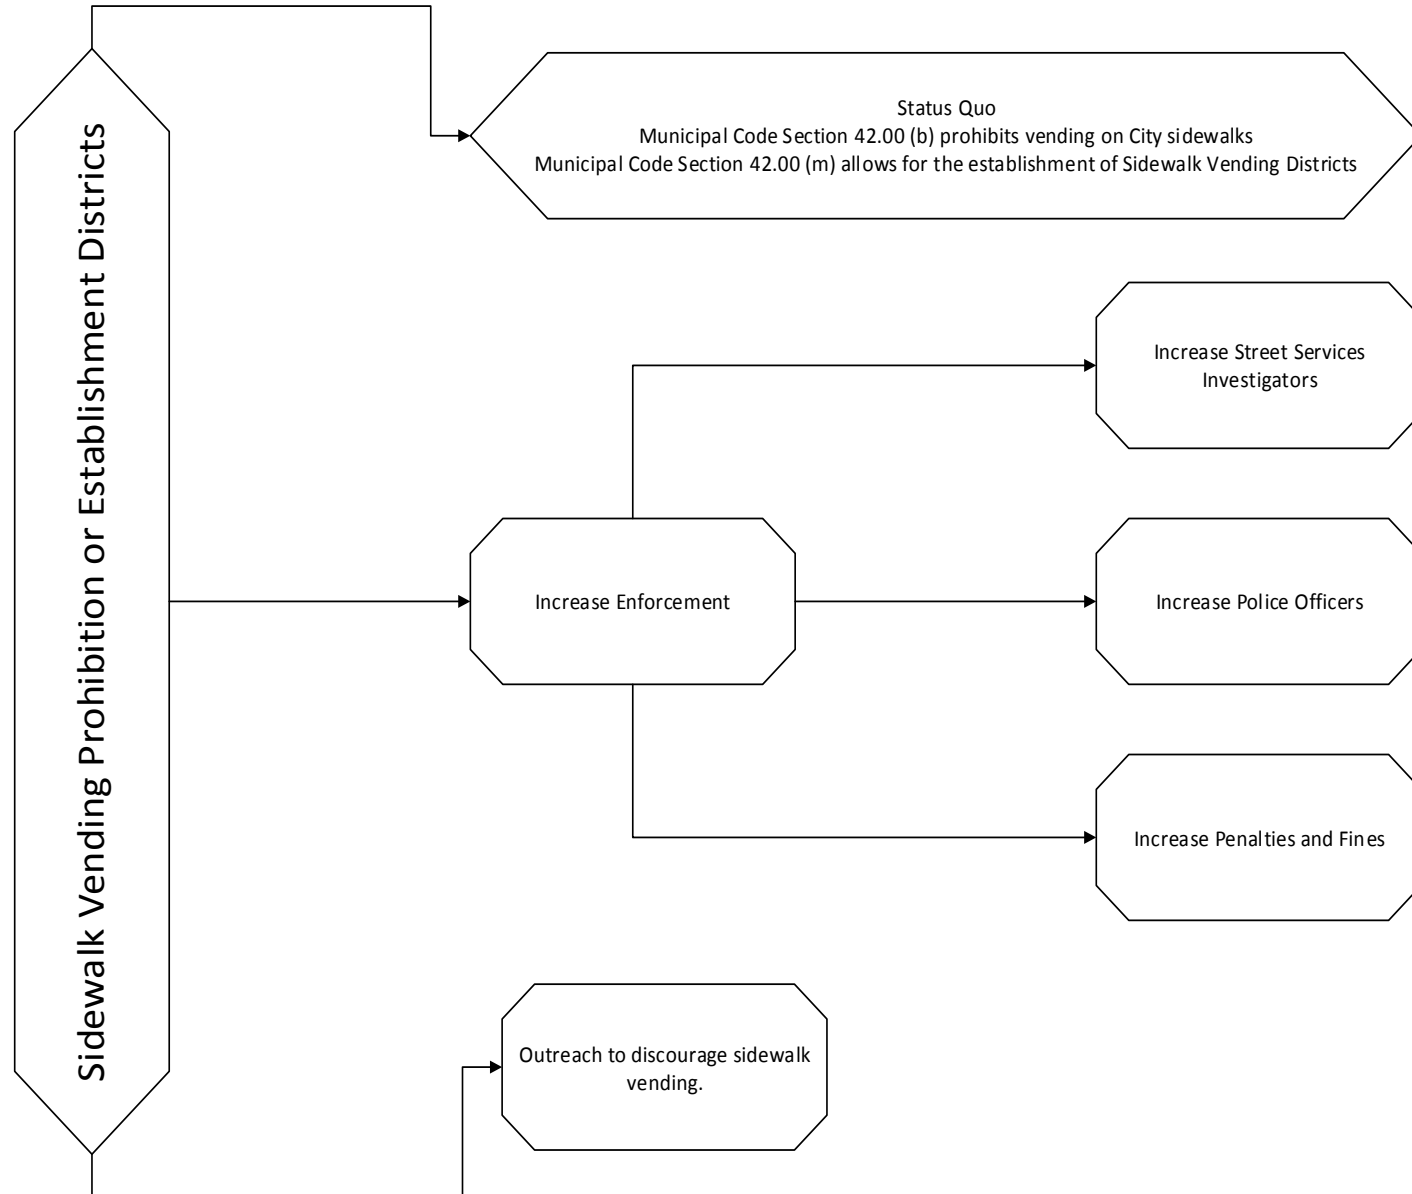 Sidewalk Vending Prohibition or Establishment Districts
Status Quo
Municipal Code Section 42.00 (b) prohibits vending on City sidewalks
Municipal Code Section 42.00 (m) allows for the establishment of Sidewalk Vending Districts
Increase Street Services
Investigators
Increase Enforcement
Increase Police Officers
Increase Penalties and Fines
Outreach to discourage sidewalk
vending.